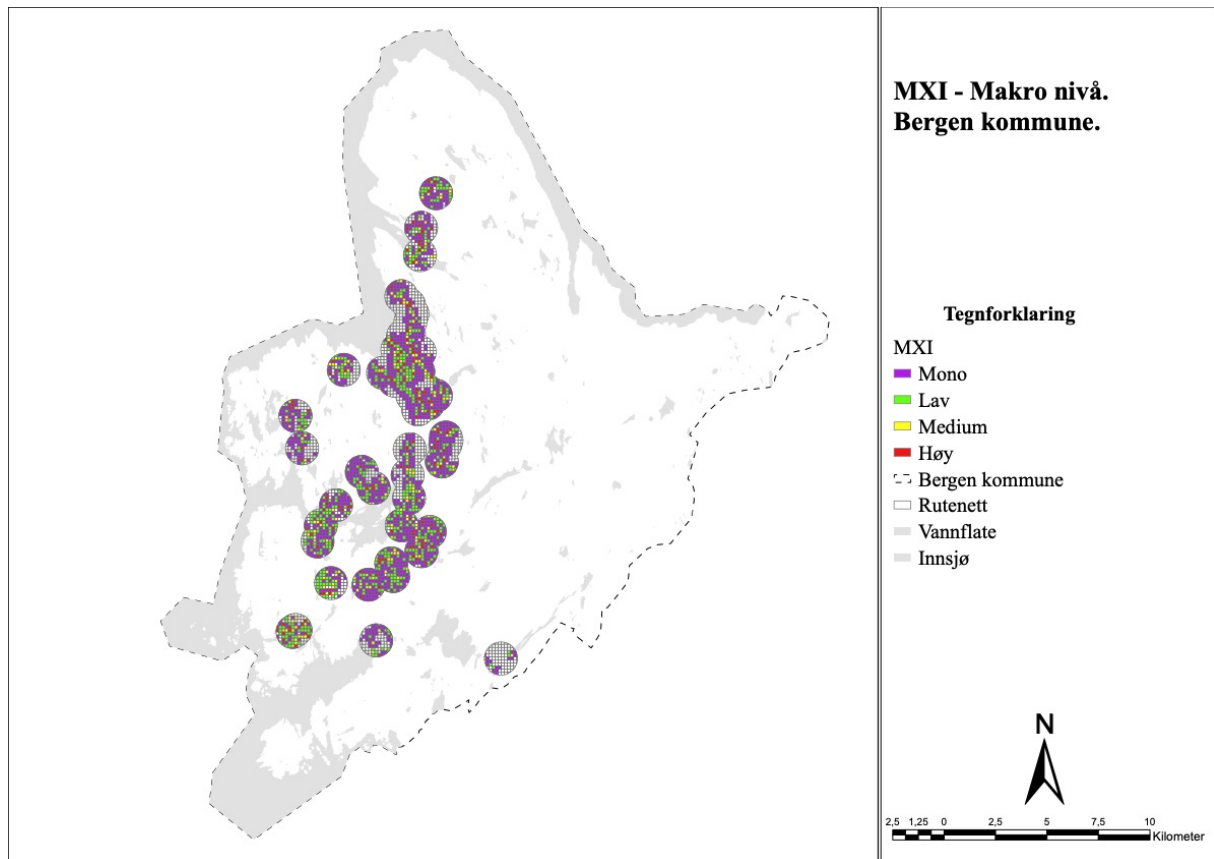 MXI - Makro nivå.
Bergen kommune.
Tegnforklaring
MXI
Mono
Lav
Medium
Høy
Bergen kommune
Rutenett
Vannflate
Innsjø
N
2,5 1,25 0 2,5 5 7,5 10
Kilometer